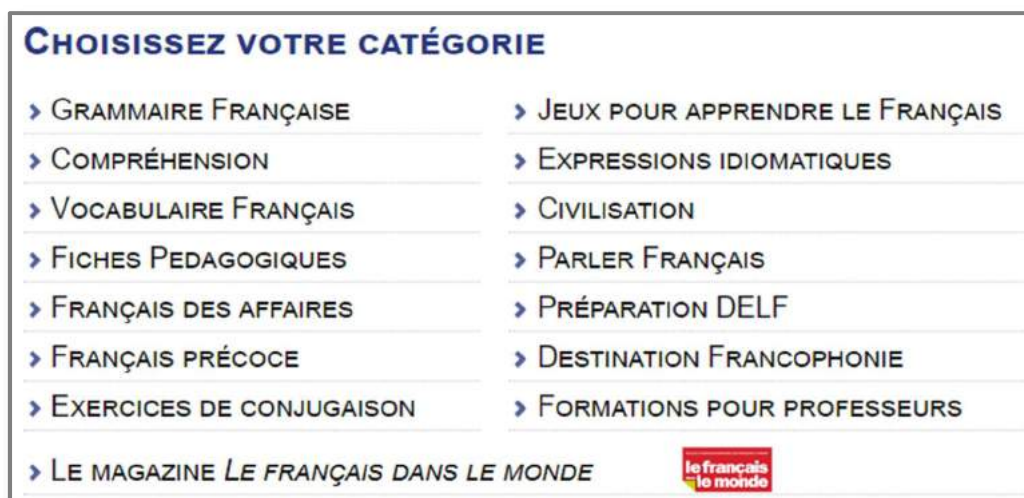 CHOISISSEZ VOTRE CATÉGORIE
› GRAMMAIRE FRANÇAISE
› COMPRÉHENSION
› VOCABULAIRE FRANÇAIS
› FICHES PEDAGOGIQUES
› FRANÇAIS DES AFFAIRES
› FRANÇAIS PRÉCOCE
› EXERCICES DE CONJUGAISON
› JEUX POUR APPRENDRE LE FRANÇAIS
› EXPRESSIONS IDIOMATIQUES
› CIVILISATION
› PARLER FRANÇAIS
› PRÉPARATION DELF
› DESTINATION FRANCOPHONIE
› FORMATIONS POUR PROFESSEURS
› LE MAGAZINE LE FRANÇAIS DANS LE MONDE
le français
le monde